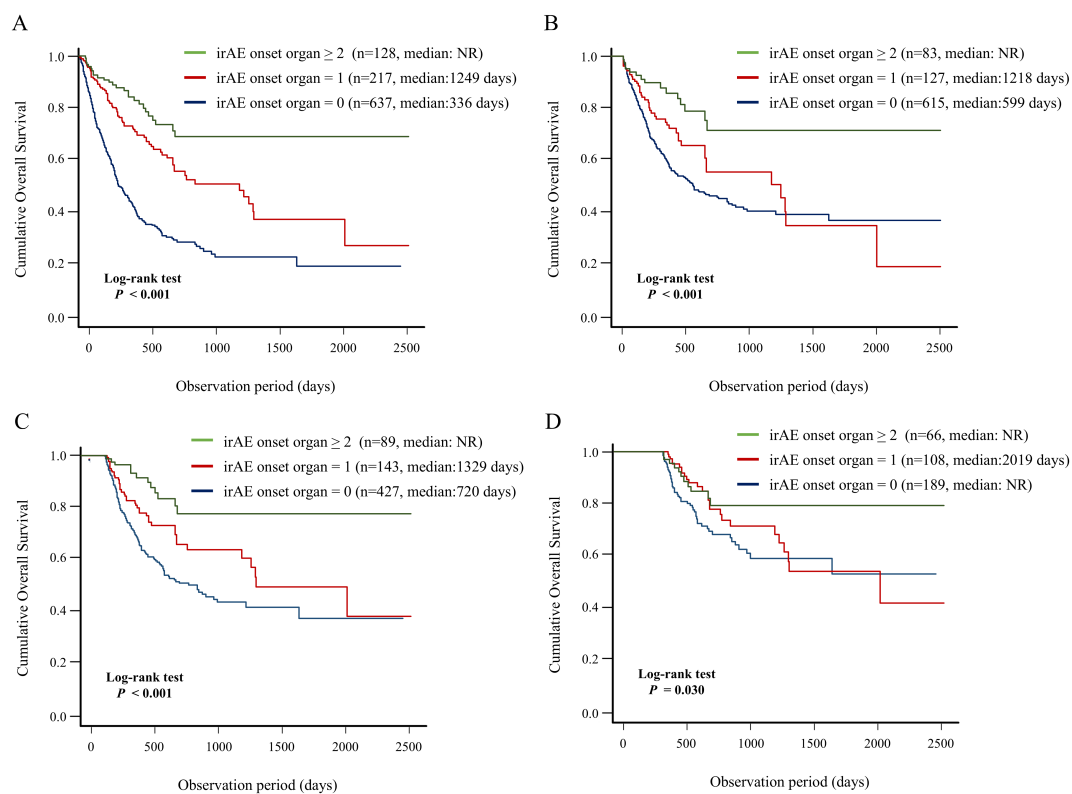 A
irAE onset organ ≥ 2 (n=128, median: NR)
irAE onset organ = 1 (n=217, median:1249 days)
irAE onset organ = 0 (n=637, median:336 days)
1.0
0.8
0.6
0.4
0.2
0.0
Cumulative Overall Survival
Log-rank test
P < 0.001
0 500 1000 1500 2000 2500
Observation period (days)
B
irAE onset organ ≥ 2 (n=83, median: NR)
irAE onset organ = 1 (n=127, median:1218 days)
irAE onset organ = 0 (n=615, median:599 days)
1.0
0.8
0.6
0.4
0.2
0.0
Cumulative Overall Survival
Log-rank test
P < 0.001
0 500 1000 1500 2000 2500
Observation period (days)
C
irAE onset organ ≥ 2 (n=89, median: NR)
irAE onset organ = 1 (n=143, median:1329 days)
irAE onset organ = 0 (n=427, median:720 days)
1.0
0.8
0.6
0.4
0.2
0.0
Cumulative Overall Survival
Log-rank test
P < 0.001
0 500 1000 1500 2000 2500
Observation period (days)
D
irAE onset organ ≥ 2 (n=66, median: NR)
irAE onset organ = 1 (n=108, median:2019 days)
irAE onset organ = 0 (n=189, median: NR)
1.0
0.8
0.6
0.4
0.2
0.0
Cumulative Overall Survival
Log-rank test
P = 0.030
0 500 1000 1500 2000 2500
Observation period (days)